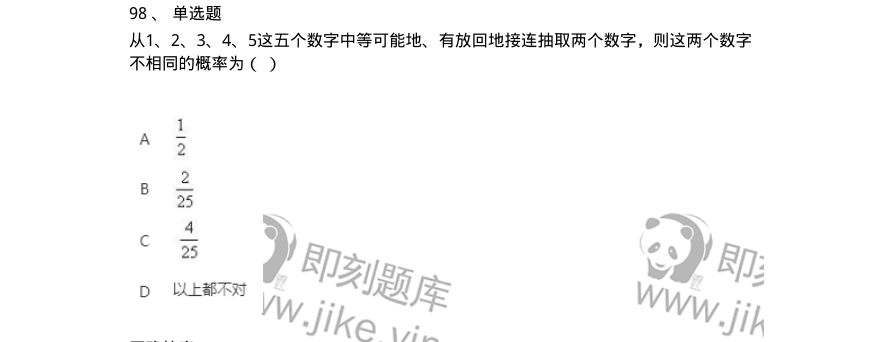 98 、 单选题
从1、2、3、4、5这五个数字中等可能地、有放回地接连抽取两个数字，则这两个数字
不相同的概率为（ ）
A 1/2
B 2/25
C 4/25
D 以上都不对
即刻题库
www.jike.vip
即
www.jik